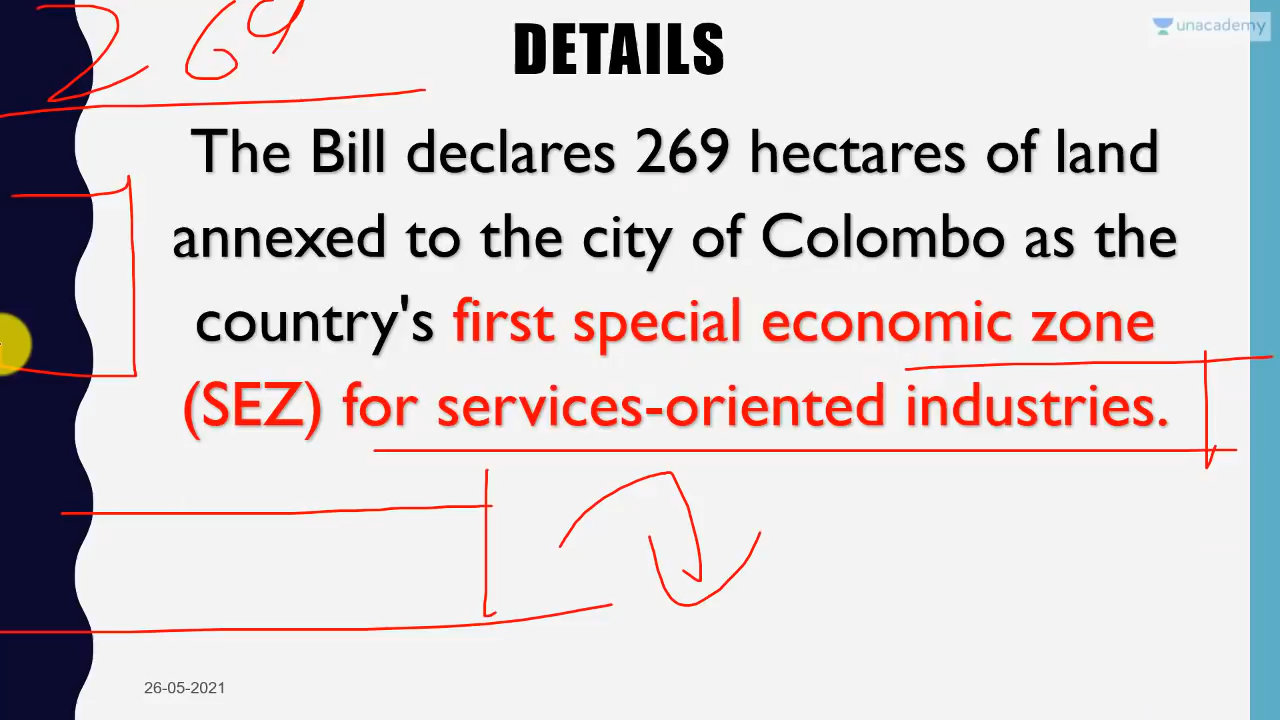 269
DETAILS
unacademy
The Bill declares 269 hectares of land
annexed to the city of Colombo as the
country's first special economic zone
(SEZ) for services-oriented industries.
26-05-2021